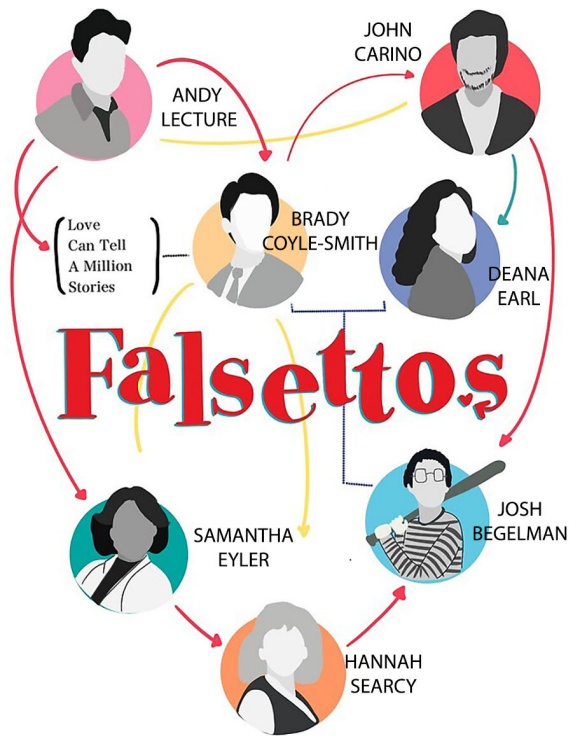 JOHN
CARINO
ANDY
LECTURE
Love
Can Tell
A Million
Stories
BRADY
COYLE-SMITH
DEANA
EARL
Falsettos
SAMANTHA
EYLER
JOSH
BEGELMAN
HANNAH
SEARCY